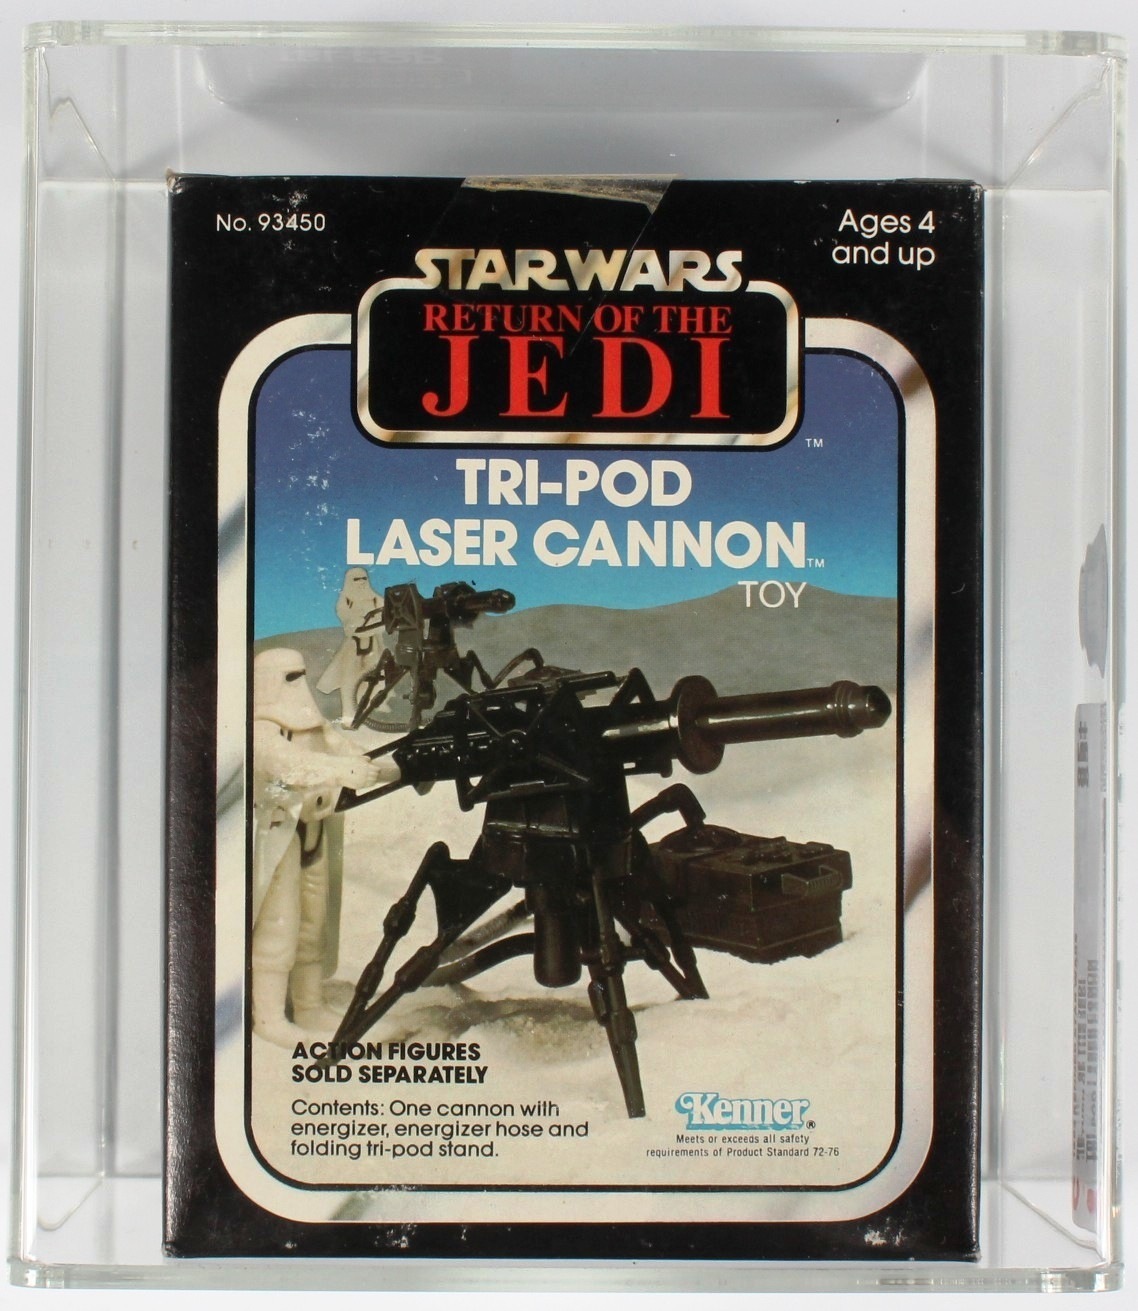 No. 93450
Ages 4
and up
STAR WARS
RETURN OF THE
JEDI
TM
TRI-POD
LASER CANNON TM
TOY
ACTION FIGURES
SOLD SEPARATELY
Contents: One cannon with
energizer, energizer hose and
folding tri-pod stand.
Kenner®
Meets or exceeds all safety
requirements of Product Standard 72-76